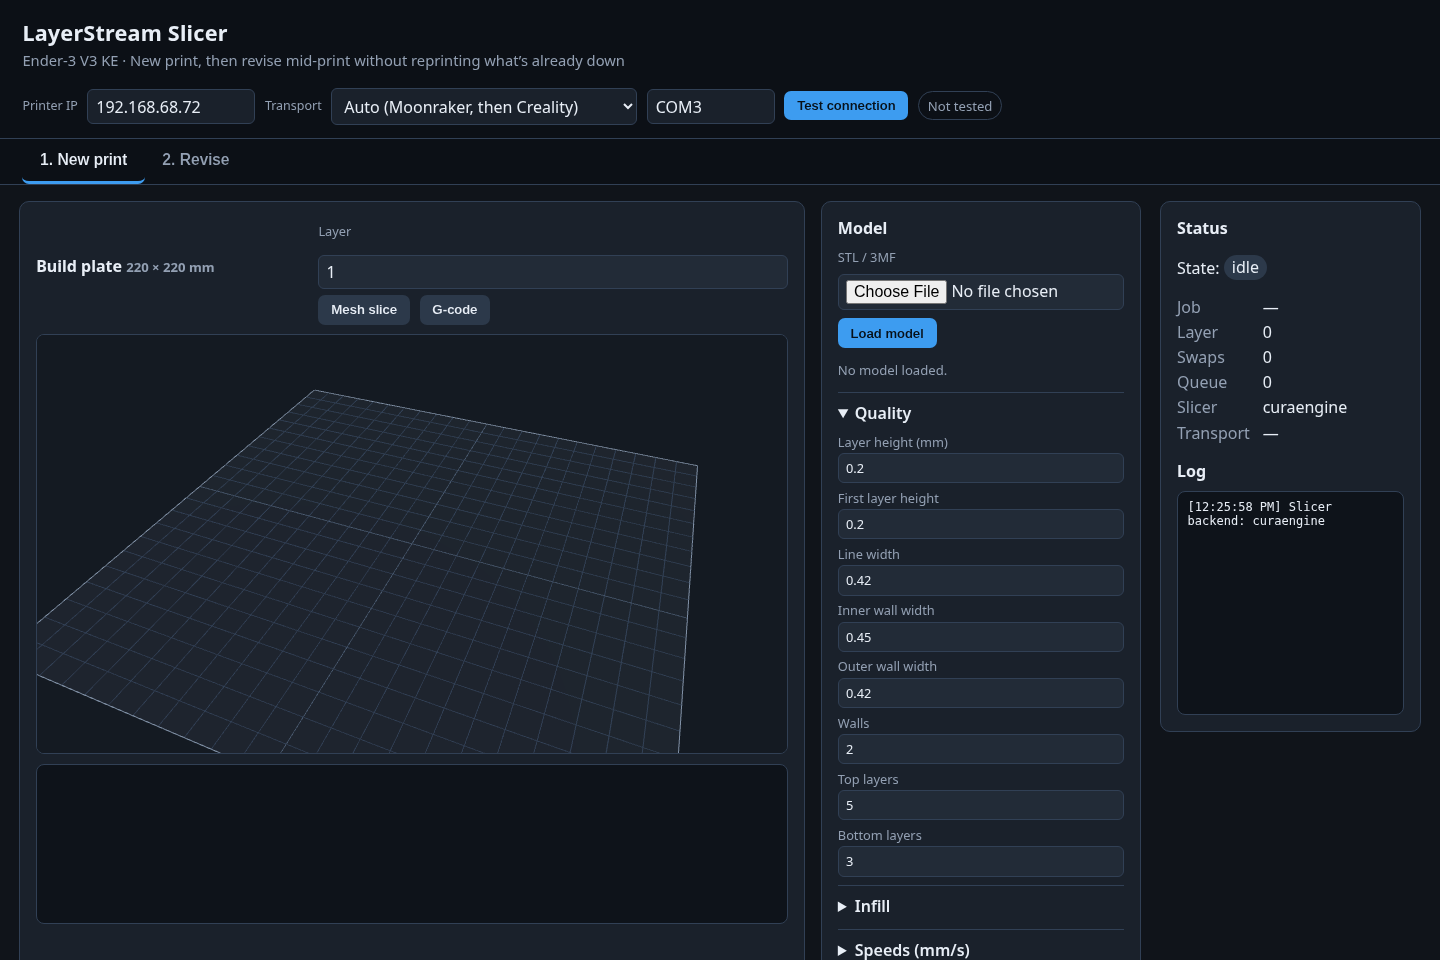 LayerStream Slicer
Ender-3 V3 KE · New print, then revise mid-print without reprinting what’s already down
Printer IP 192.168.68.72 Transport Auto (Moonraker, then Creality) COM3 Test connection Not tested
1. New print 2. Revise
Layer
Build plate 220 × 220 mm
1
Mesh slice G-code
Model
STL / 3MF
Choose File No file chosen
Load model
No model loaded.
▼ Quality
Layer height (mm)
0.2
First layer height
0.2
Line width
0.42
Inner wall width
0.45
Outer wall width
0.42
Walls
2
Top layers
5
Bottom layers
3
▶ Infill
▶ Speeds (mm/s)
Status
State: idle
Job —
Layer 0
Swaps 0
Queue 0
Slicer curaengine
Transport —
Log
[12:25:58 PM] Slicer
backend: curaengine